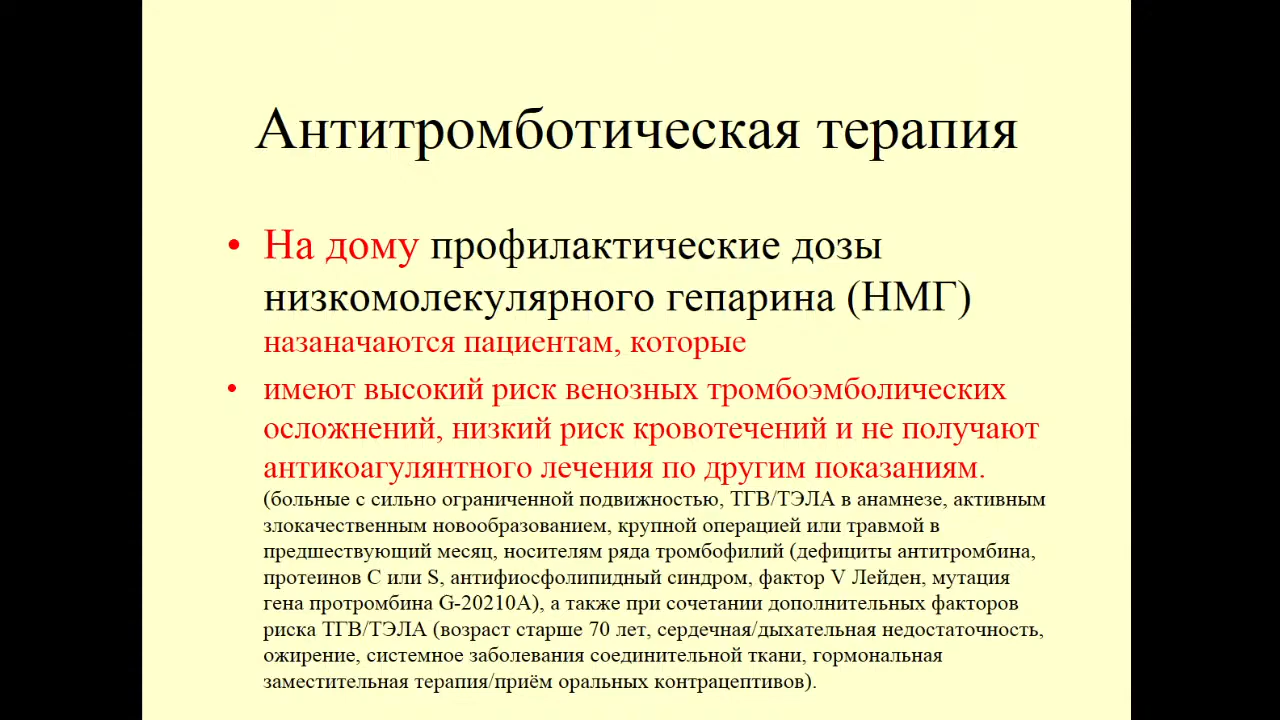 Антитромботическая терапия
• На дому профилактические дозы
низкомолекулярного гепарина (НМГ)
назаначаются пациентам, которые
• имеют высокий риск венозных тромбоэмболических
осложнений, низкий риск кровотечений и не получают
антикоагулянтного лечения по другим показаниям.
(больные с сильно ограниченной подвижностью, ТГВ/ТЭЛА в анамнезе, активным
злокачественным новообразованием, крупной операцией или травмой в
предшествующий месяц, носителям ряда тромбофилий (дефициты антитромбина,
протеинов С или S, антифиосфолипидный синдром, фактор V Лейден, мутация
гена протромбина G-20210A), а также при сочетании дополнительных факторов
риска ТГВ/ТЭЛА (возраст старше 70 лет, сердечная/дыхательная недостаточность,
ожирение, системное заболевания соединительной ткани, гормональная
заместительная терапия/приём оральных контрацептивов).